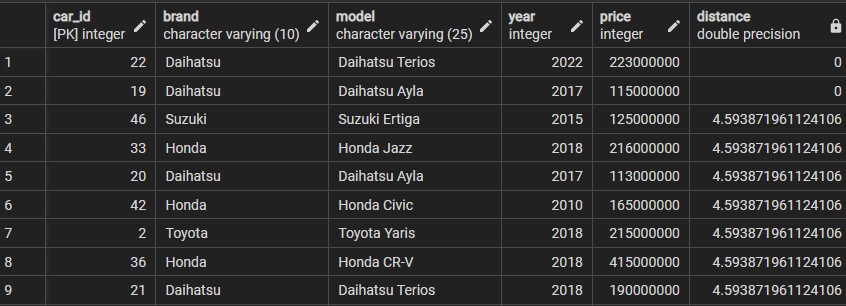 car_id brand model year price distance
[PK] integer character varying (10) character varying (25) integer integer double precision
1 22 Daihatsu Daihatsu Terios 2022 223000000 0
2 19 Daihatsu Daihatsu Ayla 2017 115000000 0
3 46 Suzuki Suzuki Ertiga 2015 125000000 4.593871961124106
4 33 Honda Honda Jazz 2018 216000000 4.593871961124106
5 20 Daihatsu Daihatsu Ayla 2017 113000000 4.593871961124106
6 42 Honda Honda Civic 2010 165000000 4.593871961124106
7 2 Toyota Toyota Yaris 2018 215000000 4.593871961124106
8 36 Honda Honda CR-V 2018 415000000 4.593871961124106
9 21 Daihatsu Daihatsu Terios 2018 190000000 4.593871961124106